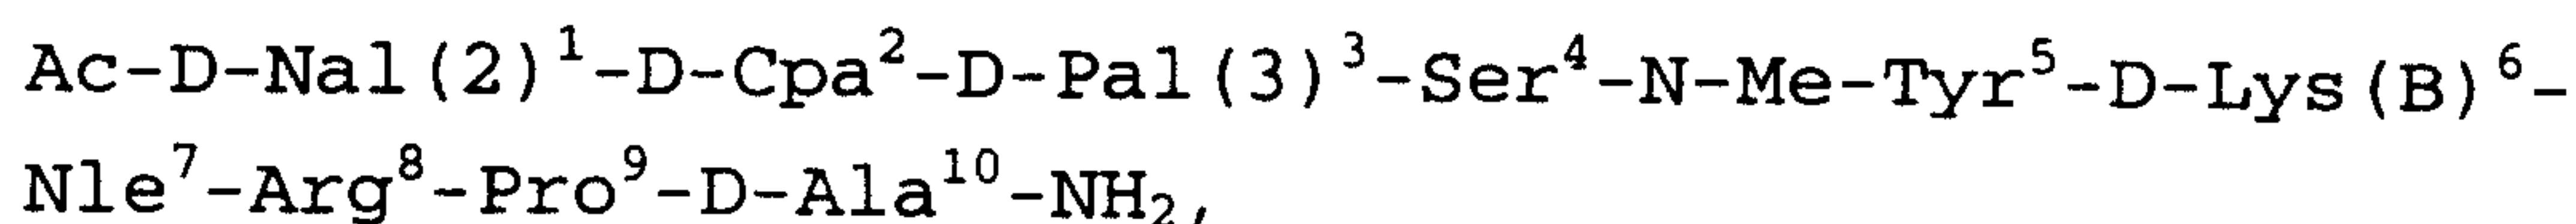 Ac-D-Nal(2)¹-D-Cpa²-D-Pal(3)³-Ser⁴-N-Me-Tyr⁵-D-Lys(B)⁶-
Nle⁷-Arg⁸-Pro⁹-D-Ala¹⁰-NH₂,